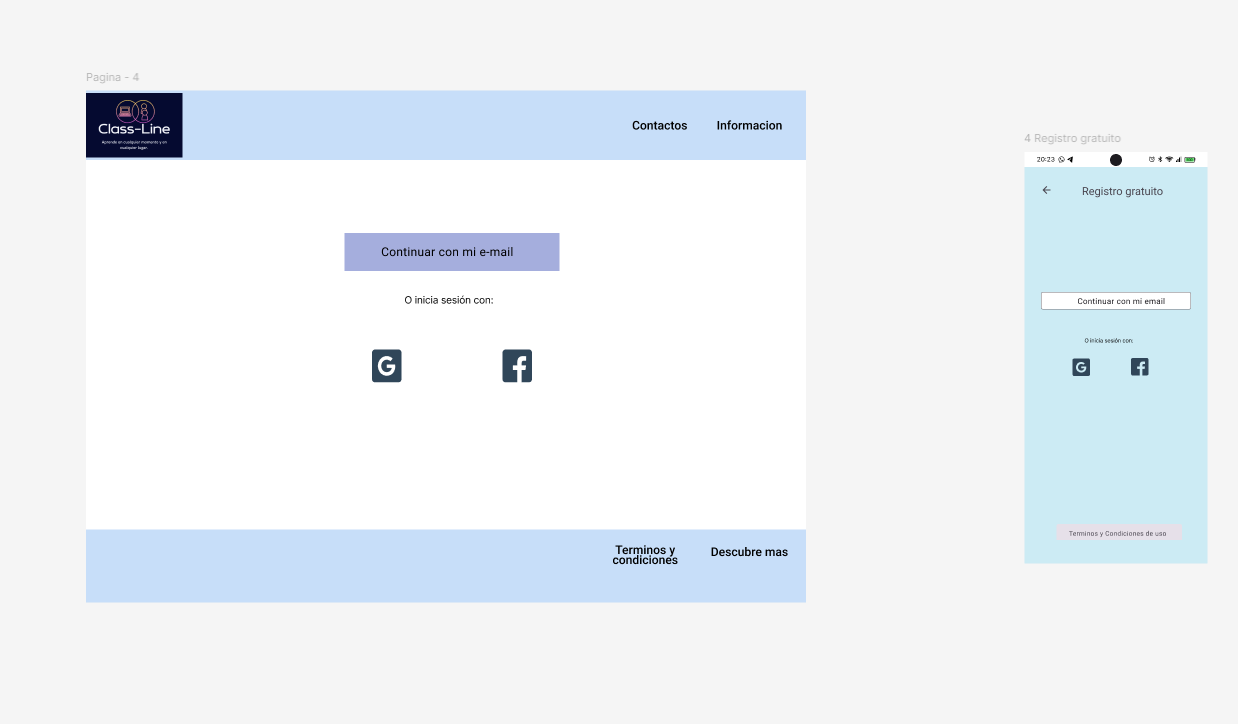 Pagina - 4
Class-Line
Aprende en cualquier momento y en
cualquier lugar.
Contactos
Informacion
Continuar con mi e-mail
O inicia sesión con:
G
f
Terminos y
condiciones
Descubre mas
4 Registro gratuito
20:23
Registro gratuito
Continuar con mi email
O inicia sesión con:
G
f
Terminos y Condiciones de uso